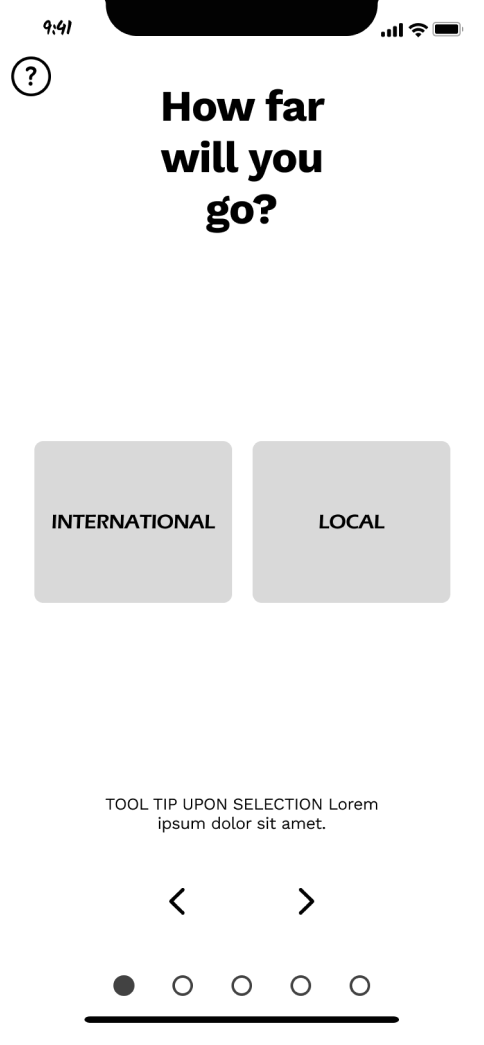 9:41
?
How far
will you
go?
INTERNATIONAL
LOCAL
TOOL TIP UPON SELECTION Lorem
ipsum dolor sit amet.